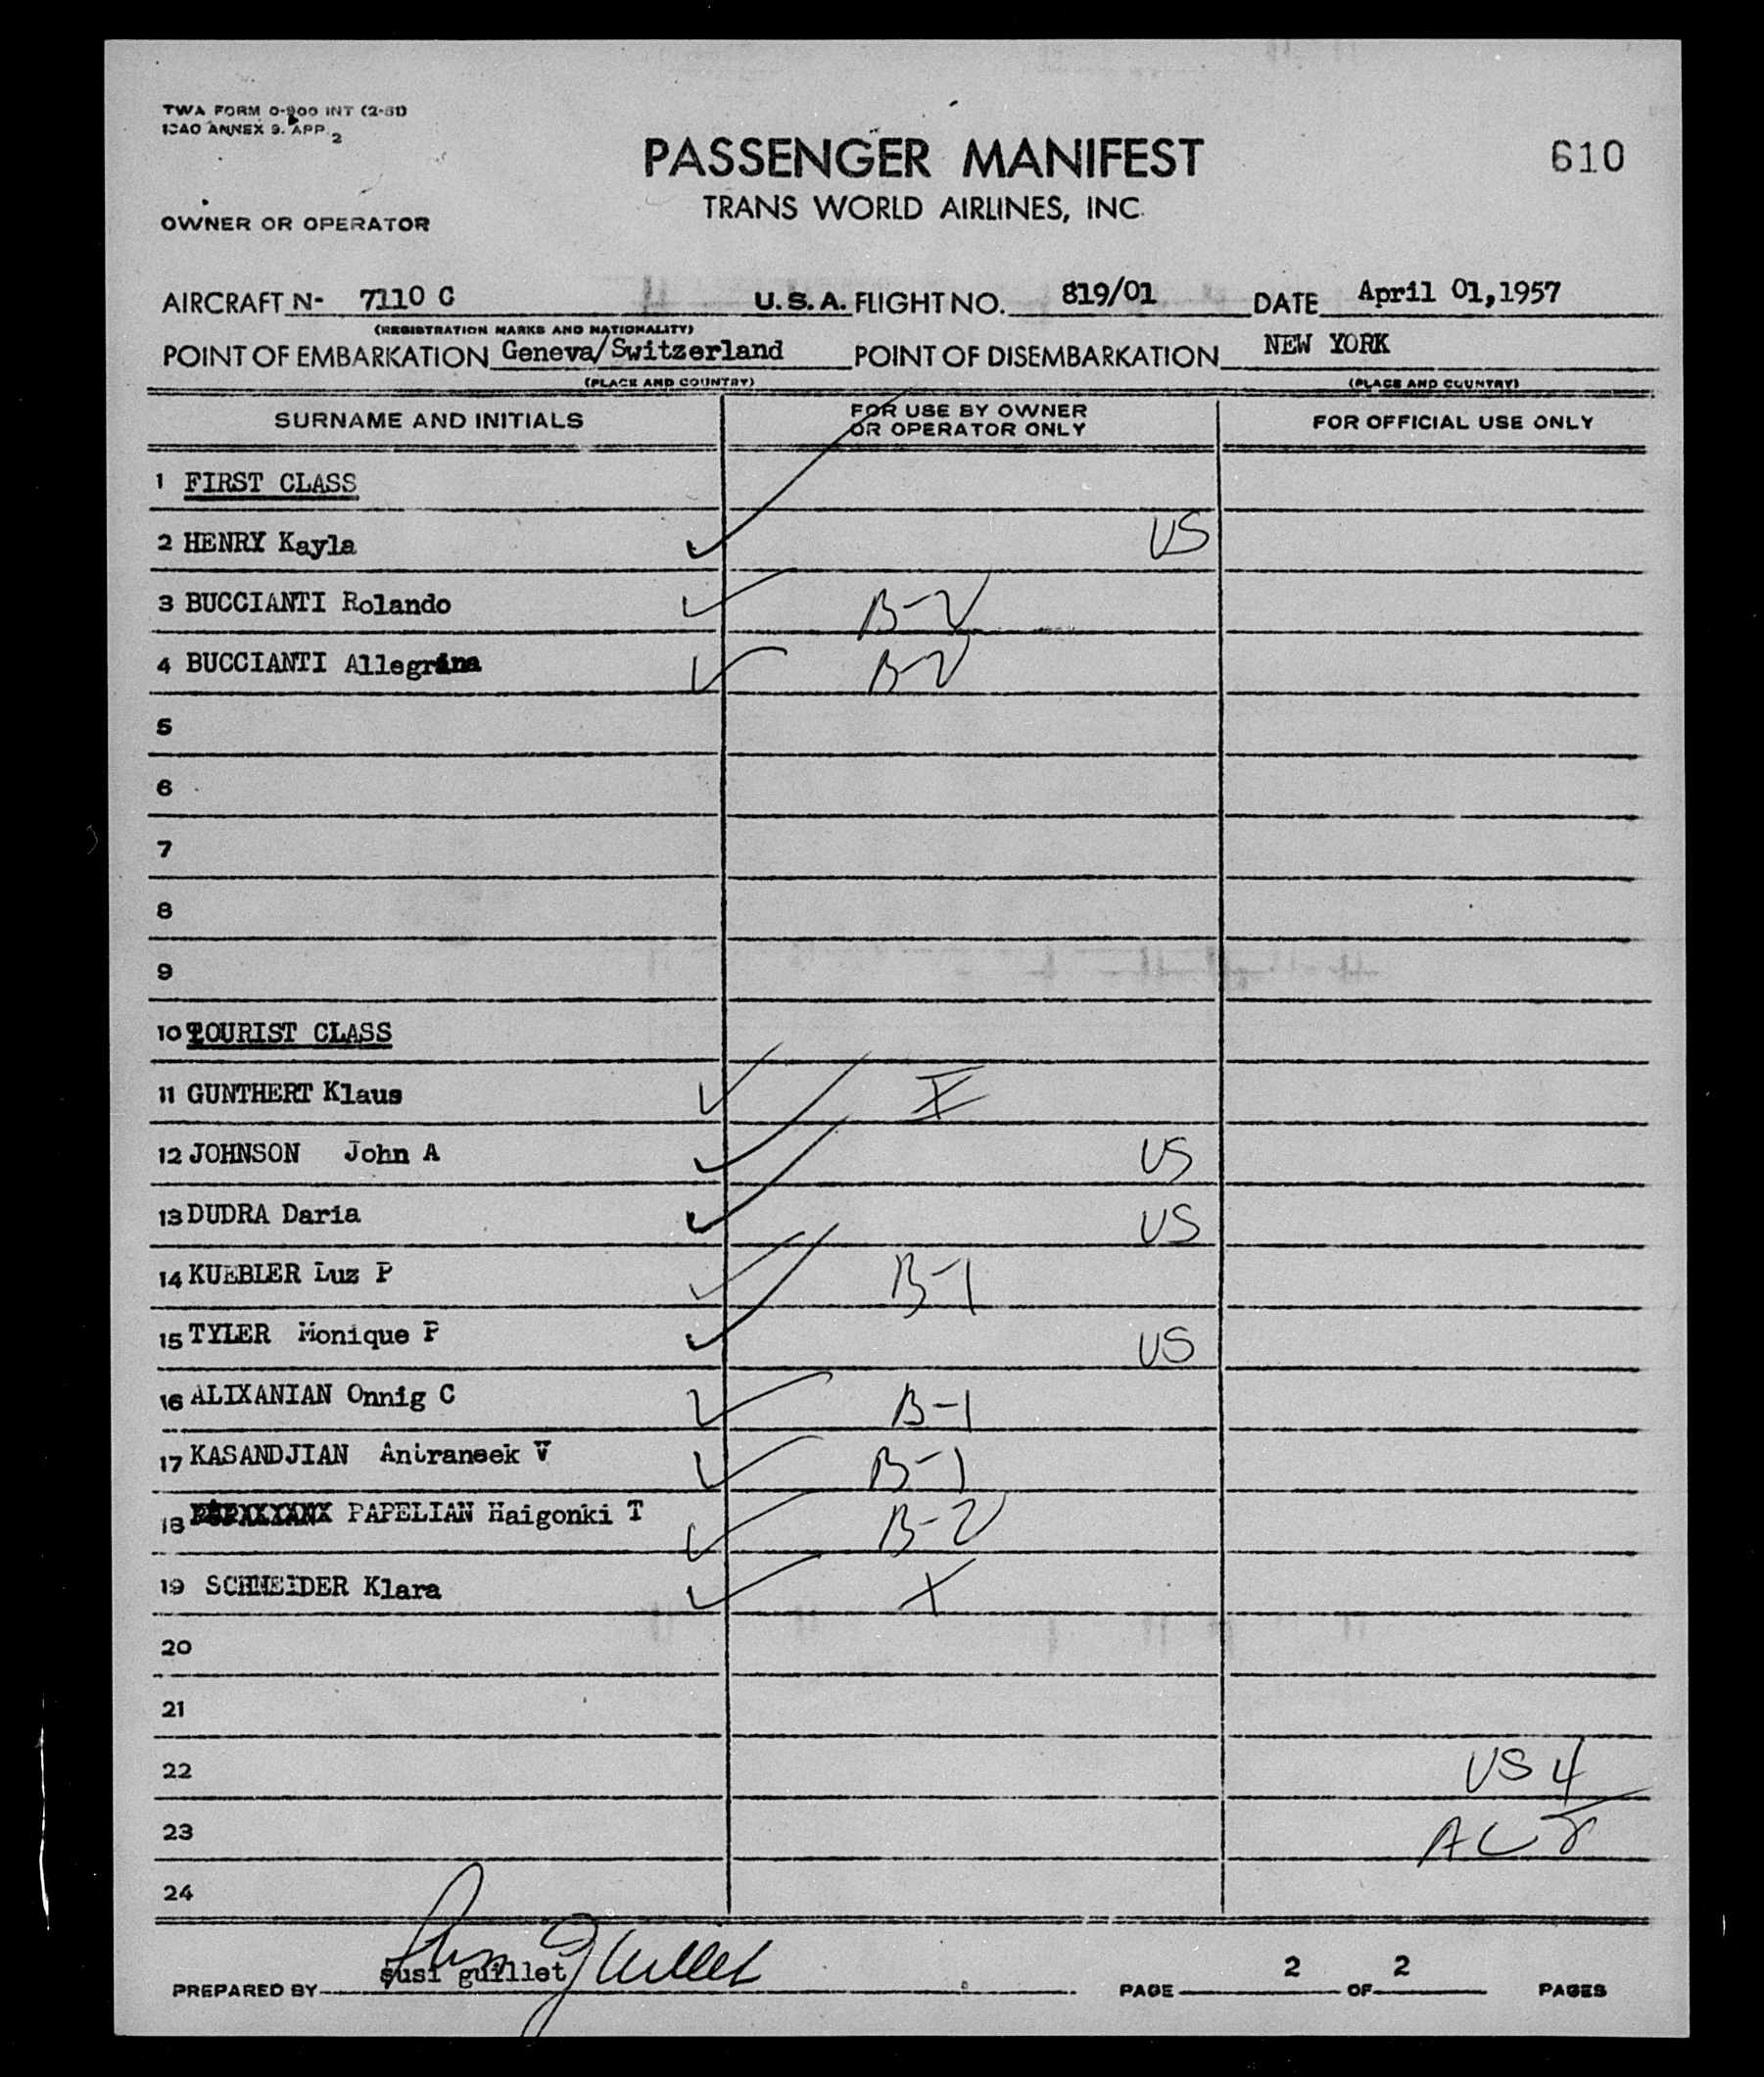 TWA FORM O-900 INT (2-51)
ICAO ANNEX 9. APP. 2
PASSENGER MANIFEST
610
TRANS WORLD AIRLINES, INC.
OWNER OR OPERATOR
AIRCRAFT N- 7110 C U. S. A. FLIGHT NO. 819/01 DATE April 01,1957
(REGISTRATION MARKS AND NATIONALITY)
POINT OF EMBARKATION Geneva/Switzerland POINT OF DISEMBARKATION NEW YORK
(PLACE AND COUNTRY) (PLACE AND COUNTRY)
SURNAME AND INITIALS FOR USE BY OWNER OR OPERATOR ONLY FOR OFFICIAL USE ONLY
1 FIRST CLASS
2 HENRY Kayla US
3 BUCCIANTI Rolando B-2
4 BUCCIANTI Allegrina B-2
5
6
7
8
9
10 TOURIST CLASS
11 GUNTHERT Klaus
12 JOHNSON John A US
13 DUDRA Daria US
14 KUEBLER Luz P B-1
15 TYLER Monique P US
16 ALIXANIAN Onnig C B-1
17 KASANDJIAN Antraneek V B-1
18 PAPELIAN Haigonki T B-2
19 SCHNEIDER Klara X
20
21
22 US 4
23
24
PREPARED BY susi guillet PAGE 2 OF 2 PAGES